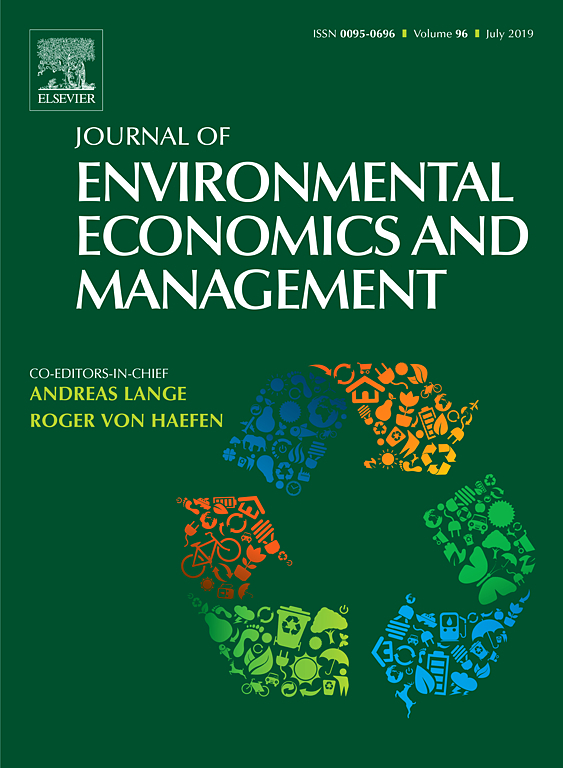 ISSN 0095-0696 Volume 96 July 2019
ELSEVIER
JOURNAL OF
ENVIRONMENTAL
ECONOMICS AND
MANAGEMENT
CO-EDITORS-IN-CHIEF
ANDREAS LANGE
ROGER VON HAEFEN